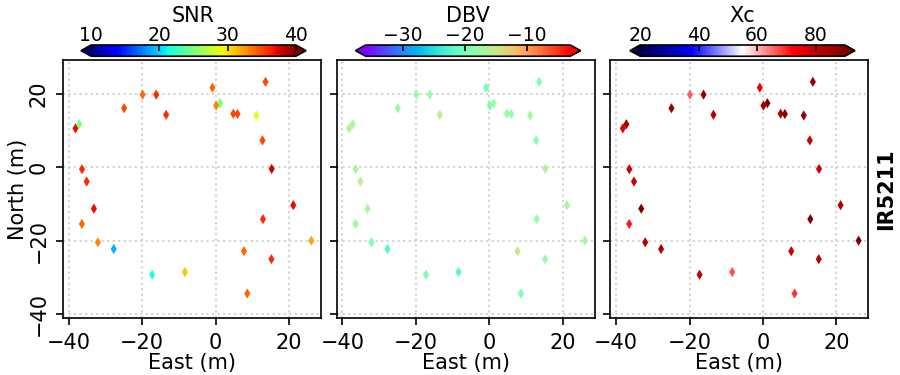 SNR DBV Xc
10 20 30 40 −30 −20 −10 20 40 60 80
20
0
−20
−40
North (m)
IR5211
−40 −20 0 20 −40 −20 0 20 −40 −20 0 20
East (m) East (m) East (m)